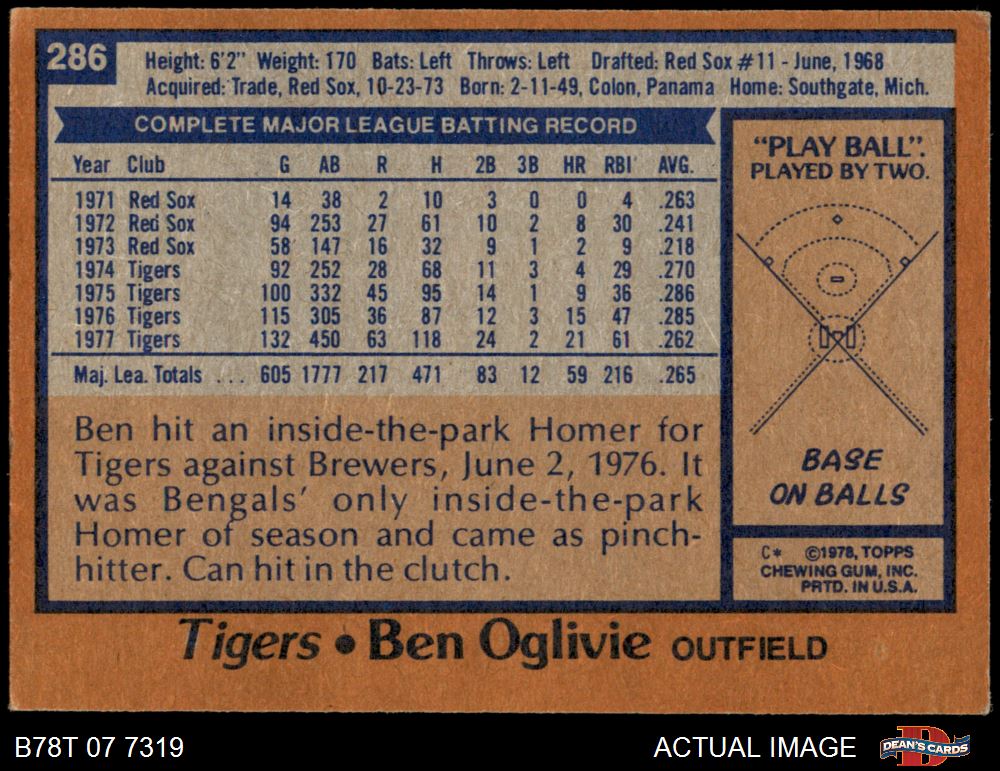 286
Height: 6'2" Weight: 170 Bats: Left Throws: Left Drafted: Red Sox #11 - June, 1968
Acquired: Trade, Red Sox, 10-23-73 Born: 2-11-49, Colon, Panama Home: Southgate, Mich.
COMPLETE MAJOR LEAGUE BATTING RECORD
Year Club G AB R H 2B 3B HR RBI AVG.
1971 Red Sox 14 38 2 10 3 0 0 4 .263
1972 Red Sox 94 253 27 61 10 2 8 30 .241
1973 Red Sox 58 147 16 32 9 1 2 9 .218
1974 Tigers 92 252 28 68 11 3 4 29 .270
1975 Tigers 100 332 45 95 14 1 9 36 .286
1976 Tigers 115 305 36 87 12 3 15 47 .285
1977 Tigers 132 450 63 118 24 2 21 61 .262
Maj. Lea. Totals ... 605 1777 217 471 83 12 59 216 .265
Ben hit an inside-the-park Homer for
Tigers against Brewers, June 2, 1976. It
was Bengals' only inside-the-park
Homer of season and came as pinch-
hitter. Can hit in the clutch.
"PLAY BALL".
PLAYED BY TWO.
BASE
ON BALLS
C* ©1978, TOPPS
CHEWING GUM, INC.
PRTD. IN U.S.A.
Tigers • Ben Oglivie OUTFIELD
B78T 07 7319
ACTUAL IMAGE
DEAN'S CARDS